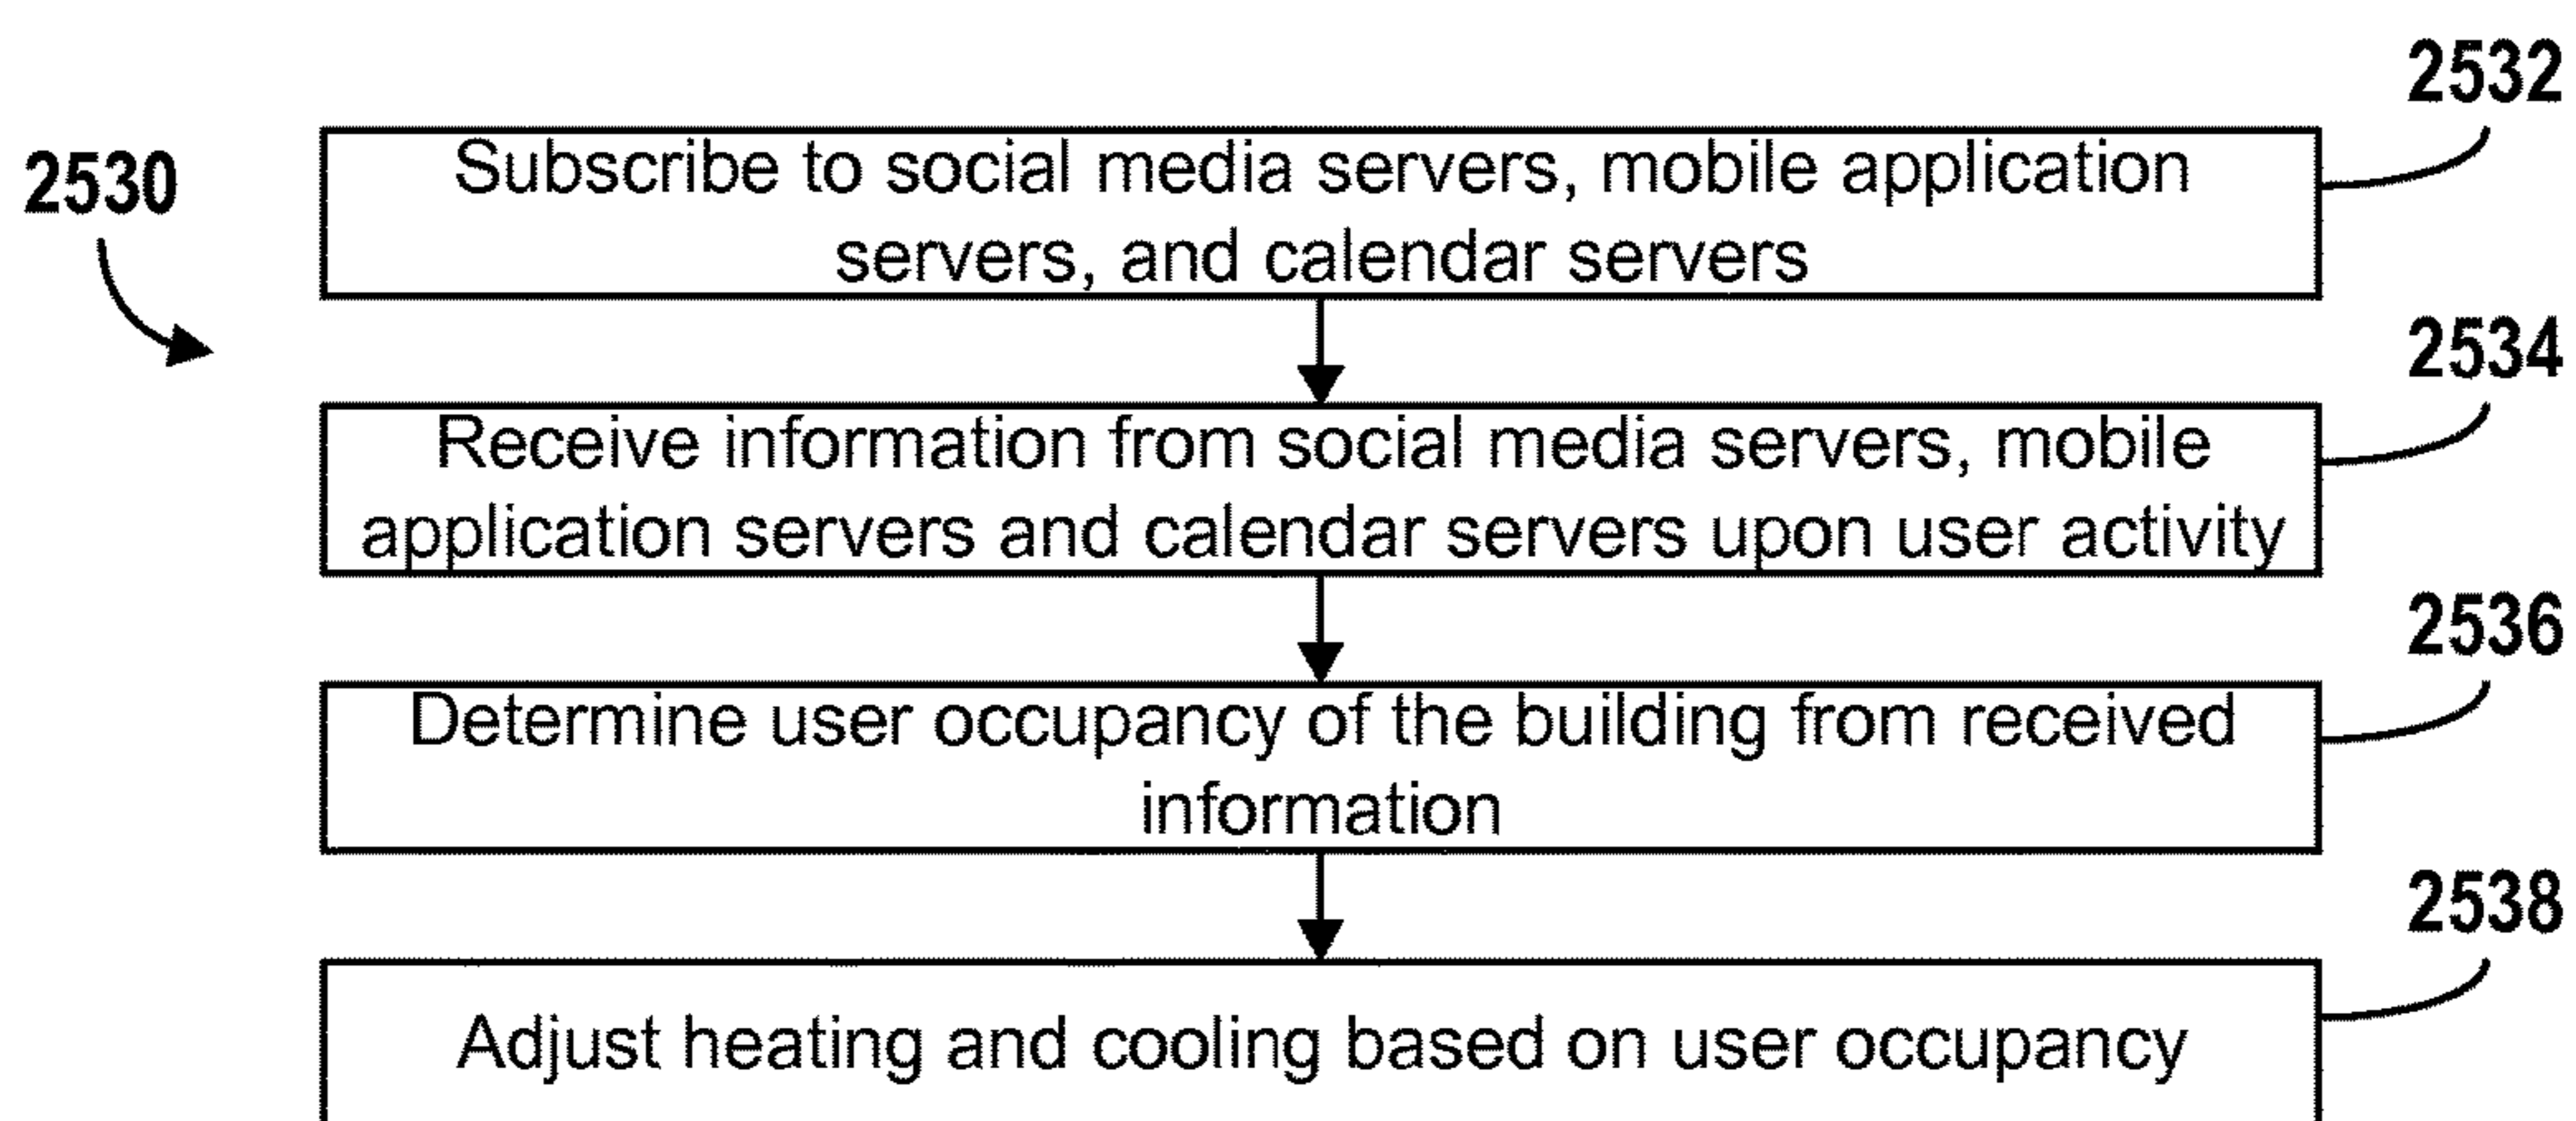 2532
2530
Subscribe to social media servers, mobile application
servers, and calendar servers
2534
Receive information from social media servers, mobile
application servers and calendar servers upon user activity
2536
Determine user occupancy of the building from received
information
2538
Adjust heating and cooling based on user occupancy